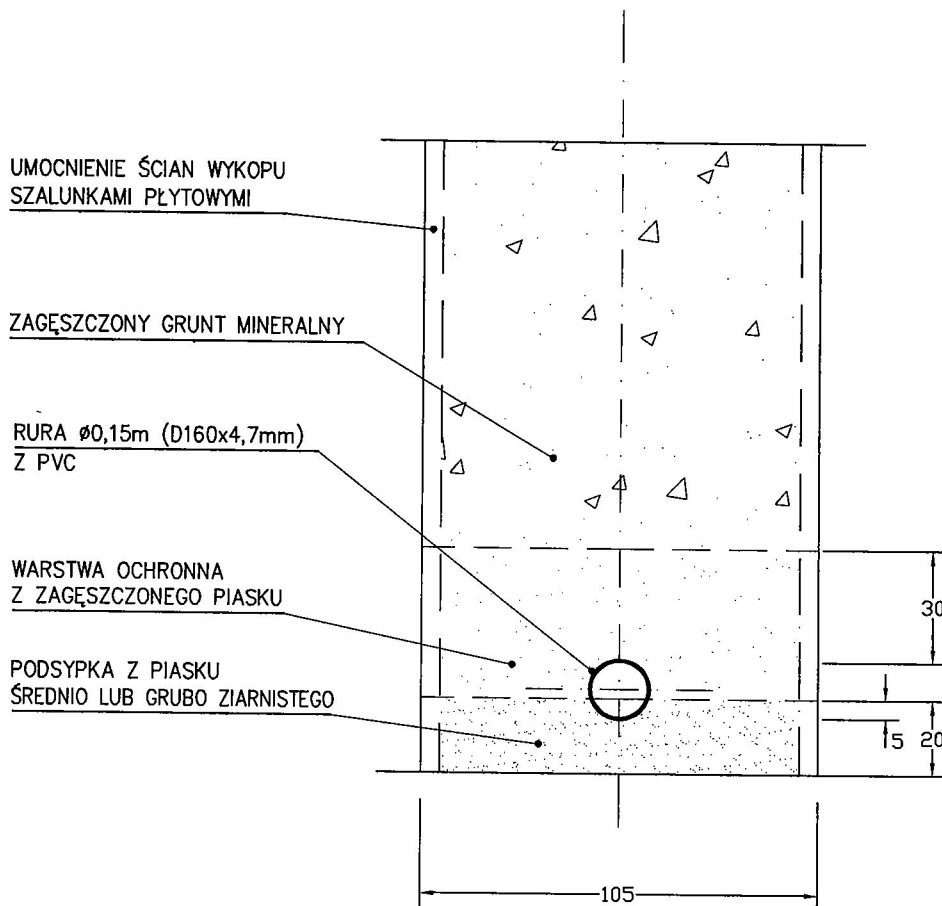 UMOCNIENIE ŚCIAN WYKOPU
SZALUNKAMI PŁYTOWYMI
ZAGĘSZCZONY GRUNT MINERALNY
RURA ø0,15m (D160x4,7mm)
Z PVC
WARSTWA OCHRONNA
Z ZAGĘSZCZONEGO PIASKU
PODSYPKA Z PIASKU
ŚREDNIO LUB GRUBO ZIARNISTEGO
30
5
20
105